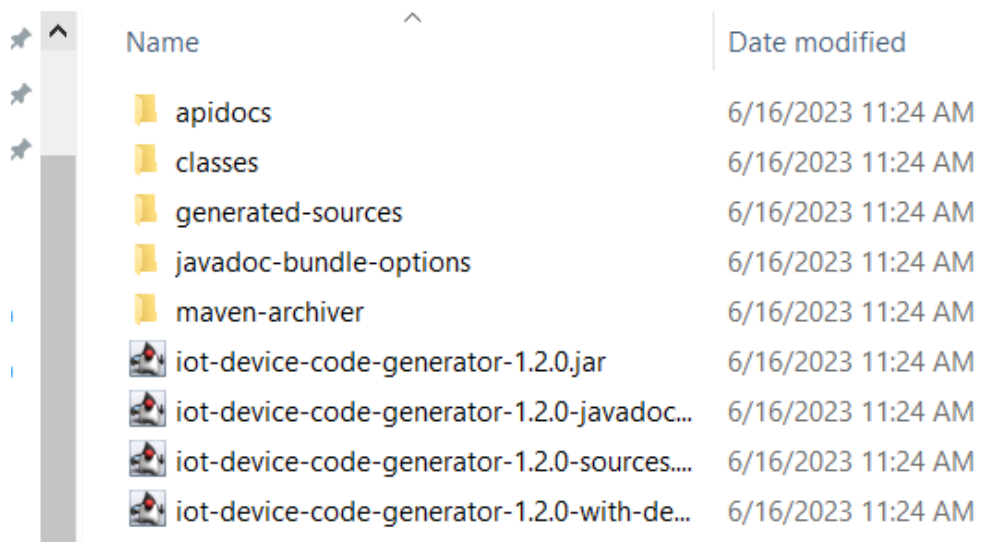 Name Date modified
apidocs 6/16/2023 11:24 AM
classes 6/16/2023 11:24 AM
generated-sources 6/16/2023 11:24 AM
javadoc-bundle-options 6/16/2023 11:24 AM
maven-archiver 6/16/2023 11:24 AM
iot-device-code-generator-1.2.0.jar 6/16/2023 11:24 AM
iot-device-code-generator-1.2.0-javadoc... 6/16/2023 11:24 AM
iot-device-code-generator-1.2.0-sources.... 6/16/2023 11:24 AM
iot-device-code-generator-1.2.0-with-de... 6/16/2023 11:24 AM